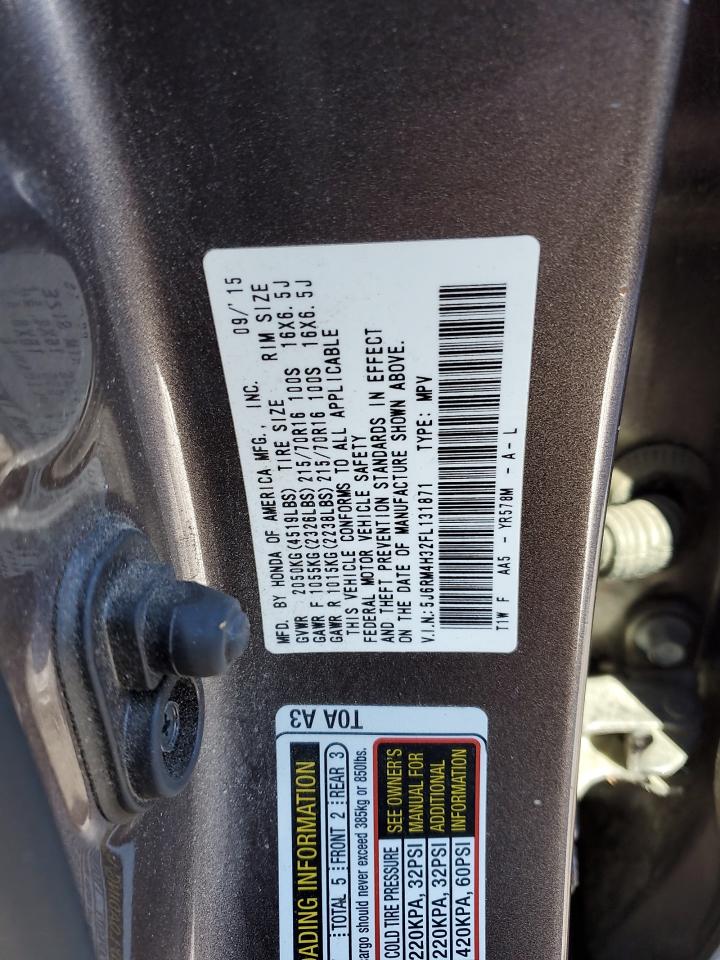 MFD. BY HONDA OF AMERICA MFG., INC. 09/'15
GVWR 2050KG(4519LBS) TIRE SIZE RIM SIZE
GAWR F 1055KG(2326LBS) 215/70R16 100S 16X6.5J
GAWR R 1015KG(2238LBS) 215/70R16 100S 16X6.5J
THIS VEHICLE CONFORMS TO ALL APPLICABLE
FEDERAL MOTOR VEHICLE SAFETY
AND THEFT PREVENTION STANDARDS IN EFFECT
ON THE DATE OF MANUFACTURE SHOWN ABOVE.
V.I.N.:5J6RM4H32FL131871 TYPE: MPV
T1W F AA5 - YR578M - A - L
T0A A3
ADING INFORMATION
TOTAL 5 FRONT 2 REAR 3
argo should never exceed 385kg or 850lbs.
COLD TIRE PRESSURE
220KPA, 32PSI
220KPA, 32PSI
420KPA, 60PSI
SEE OWNER'S
MANUAL FOR
ADDITIONAL
INFORMATION